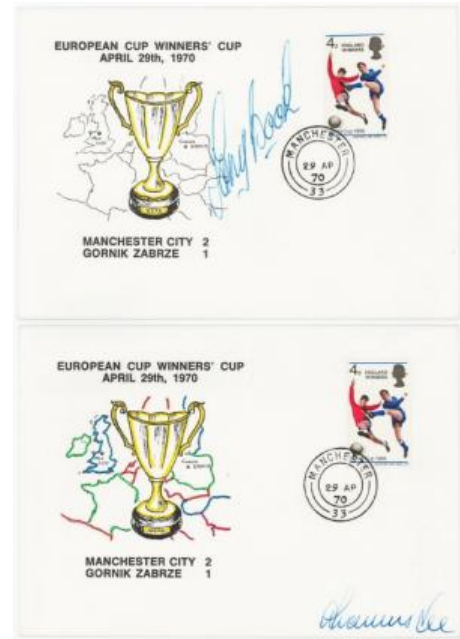 EUROPEAN CUP WINNERS' CUP
APRIL 29th, 1970
4D ENGLAND
WINNERS
MANCHESTER
29 AP
70
33
MANCHESTER CITY 2
GORNIK ZABRZE 1
EUROPEAN CUP WINNERS' CUP
APRIL 29th, 1970
4D ENGLAND
WINNERS
MANCHESTER
29 AP
70
33
MANCHESTER CITY 2
GORNIK ZABRZE 1